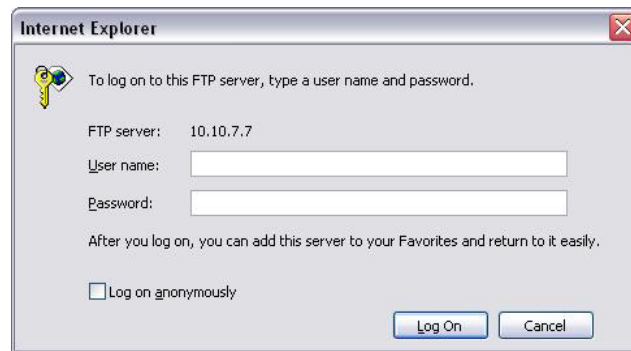 Internet Explorer
To log on to this FTP server, type a user name and password.
FTP server: 10.10.7.7
User name:
Password:
After you log on, you can add this server to your Favorites and return to it easily.
Log on anonymously
Log On Cancel